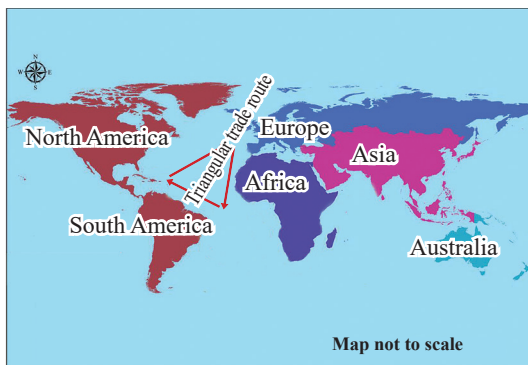 N
W E
S
Triangular trade route
North America
Europe
Asia
Africa
South America
Australia
Map not to scale